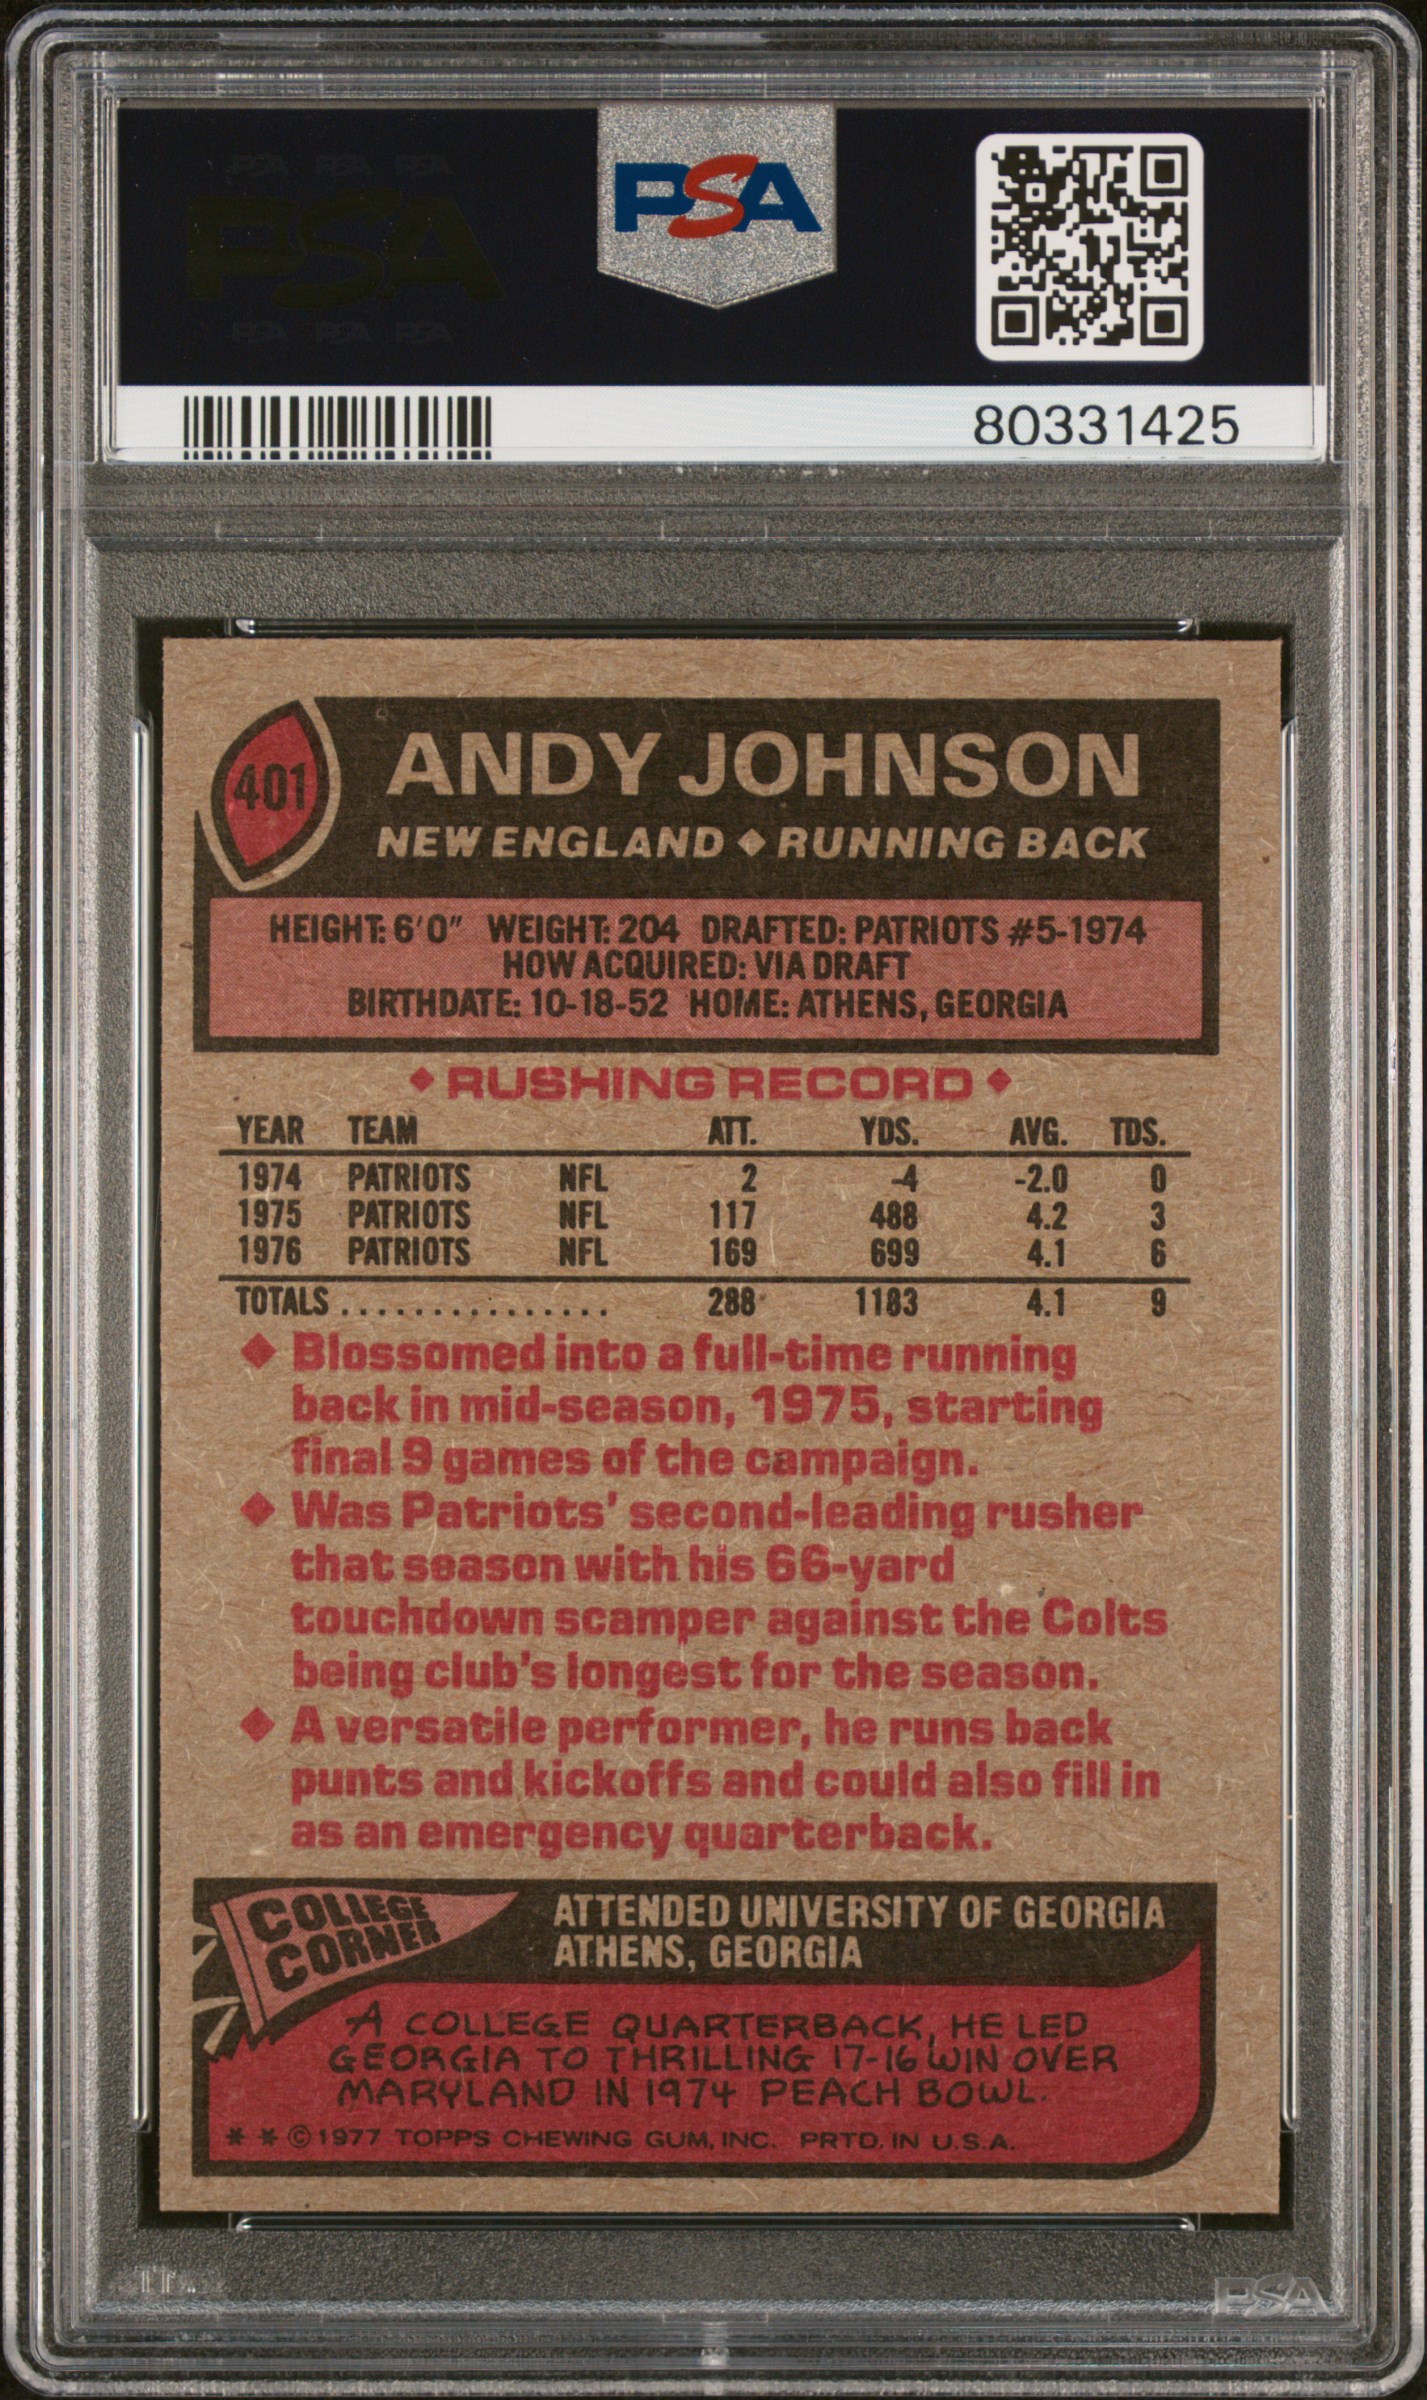 PSA PSA PSA
PSA
PSA PSA PSA
PSA
80331425
401
ANDY JOHNSON
NEW ENGLAND ◆ RUNNING BACK
HEIGHT: 6'0" WEIGHT: 204 DRAFTED: PATRIOTS #5-1974
HOW ACQUIRED: VIA DRAFT
BIRTHDATE: 10-18-52 HOME: ATHENS, GEORGIA
◆ RUSHING RECORD ◆
YEAR TEAM ATT. YDS. AVG. TDS.
1974 PATRIOTS NFL 2 -4 -2.0 0
1975 PATRIOTS NFL 117 488 4.2 3
1976 PATRIOTS NFL 169 699 4.1 6
TOTALS ............... 288 1183 4.1 9
◆ Blossomed into a full-time running
back in mid-season, 1975, starting
final 9 games of the campaign.
◆ Was Patriots' second-leading rusher
that season with his 66-yard
touchdown scamper against the Colts
being club's longest for the season.
◆ A versatile performer, he runs back
punts and kickoffs and could also fill in
as an emergency quarterback.
COLLEGE
CORNER
ATTENDED UNIVERSITY OF GEORGIA
ATHENS, GEORGIA
A COLLEGE QUARTERBACK, HE LED
GEORGIA TO THRILLING 17-16 WIN OVER
MARYLAND IN 1974 PEACH BOWL.
* * © 1977 TOPPS CHEWING GUM, INC. PRTD. IN U.S.A.
PSA